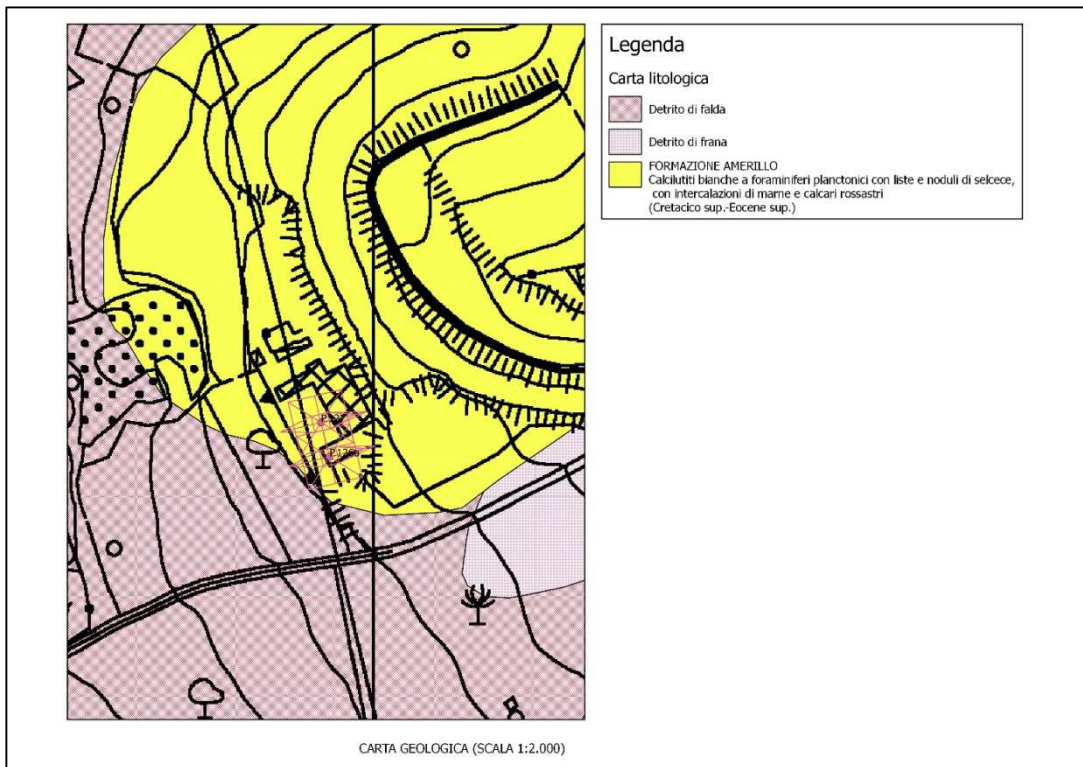 Legenda
Carta litologica
Detrito di falda
Detrito di frana
FORMAZIONE AMERILLO
Calcilutiti bianche a foraminiferi planctonici con liste e noduli di selcece,
con intercalazioni di marne e calcari rossastri
(Cretacico sup.-Eocene sup.)
CARTA GEOLOGICA (SCALA 1:2.000)